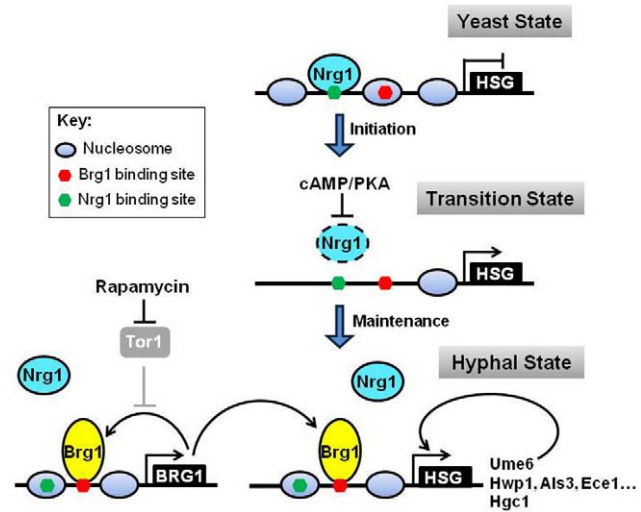 Yeast State
Nrg1
HSG
Key:
Nucleosome
Brg1 binding site
Nrg1 binding site
Initiation
cAMP/PKA
Transition State
Nrg1
HSG
Rapamycin
Maintenance
Tor1
Hyphal State
Nrg1
Nrg1
Brg1
BRG1
Brg1
HSG
Ume6
Hwp1, Als3, Ece1...
Hgc1